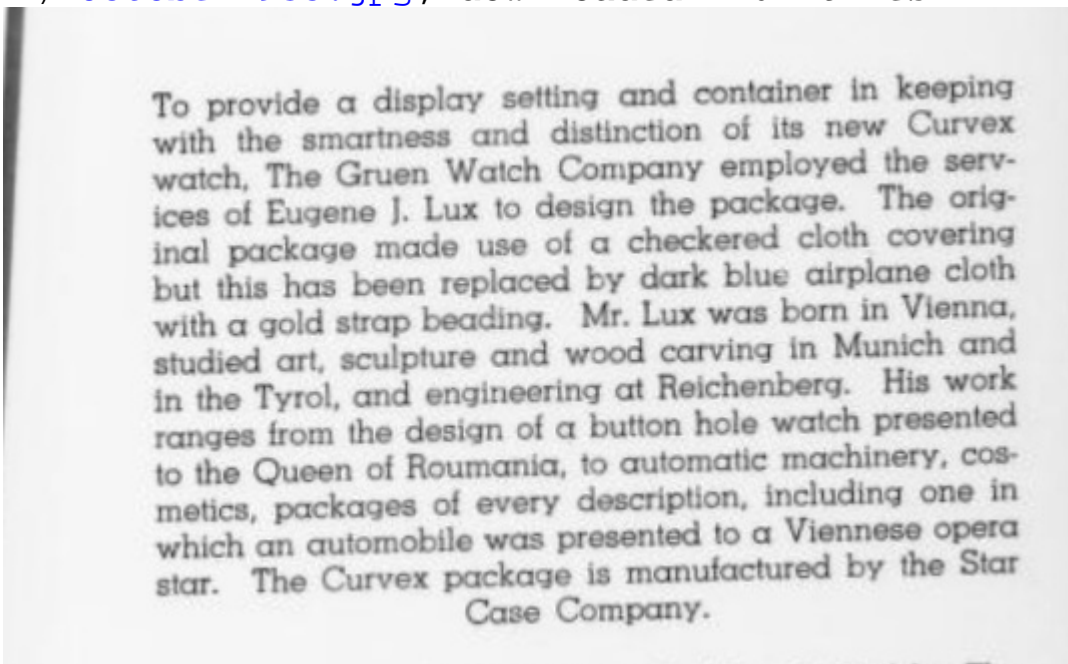 To provide a display setting and container in keeping
with the smartness and distinction of its new Curvex
watch, The Gruen Watch Company employed the serv-
ices of Eugene J. Lux to design the package. The orig-
inal package made use of a checkered cloth covering
but this has been replaced by dark blue airplane cloth
with a gold strap beading. Mr. Lux was born in Vienna,
studied art, sculpture and wood carving in Munich and
in the Tyrol, and engineering at Reichenberg. His work
ranges from the design of a button hole watch presented
to the Queen of Roumania, to automatic machinery, cos-
metics, packages of every description, including one in
which an automobile was presented to a Viennese opera
star. The Curvex package is manufactured by the Star
Case Company.